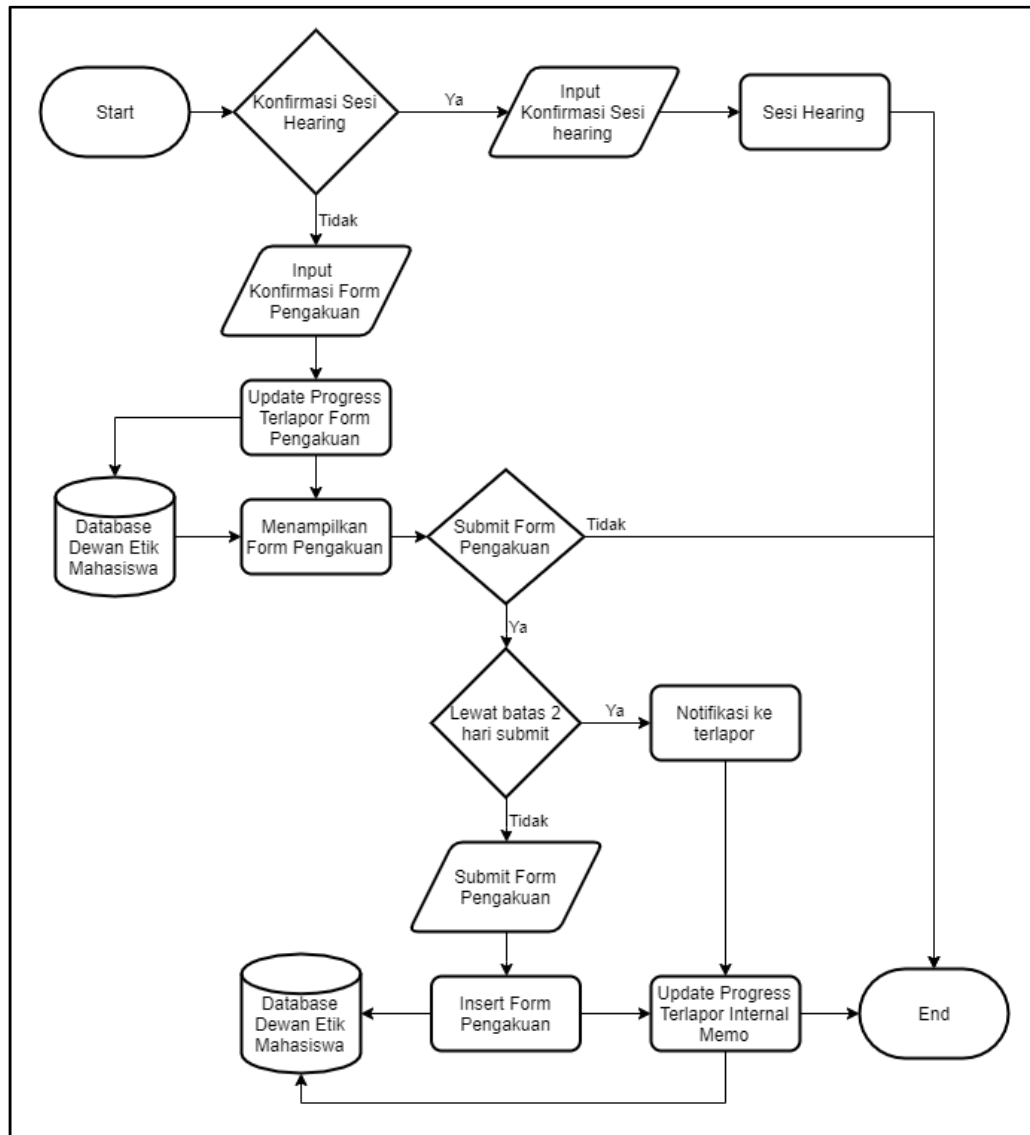 Start
Konfirmasi Sesi
Hearing
Ya
Input
Konfirmasi Sesi
hearing
Sesi Hearing
Tidak
Input
Konfirmasi Form
Pengakuan
Update Progress
Terlapor Form
Pengakuan
Database
Dewan Etik
Mahasiswa
Menampilkan
Form Pengakuan
Submit Form
Pengakuan
Tidak
Ya
Lewat batas 2
hari submit
Ya
Notifikasi ke
terlapor
Tidak
Submit Form
Pengakuan
Database
Dewan Etik
Mahasiswa
Insert Form
Pengakuan
Update Progress
Terlapor Internal
Memo
End